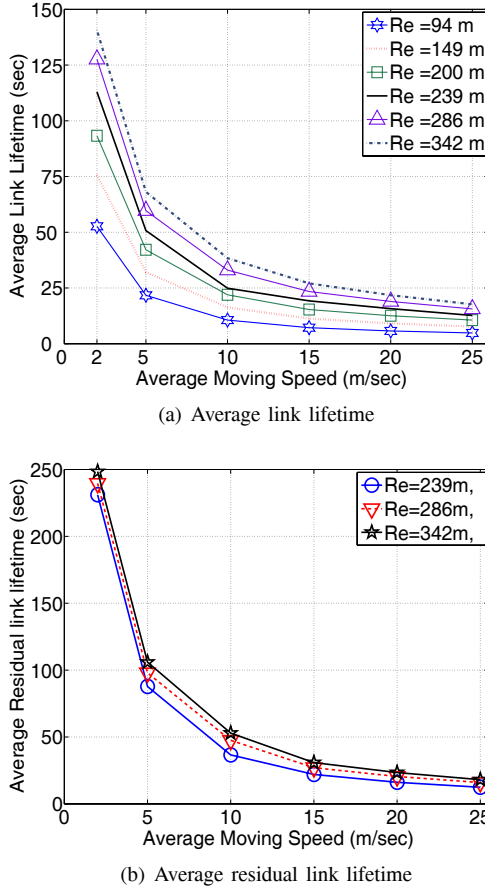 150
125
100
75
50
25
0
Average Link Lifetime (sec)
Re =94 m
Re =149 m
Re =200 m
Re =239 m
Re =286 m
Re =342 m
0 2 5 10 15 20 25
Average Moving Speed (m/sec)
(a) Average link lifetime
250
200
150
100
50
0
Average Residual link lifetime (sec)
Re=239m,
Re=286m,
Re=342m,
0 2 5 10 15 20 25
Average Moving Speed (m/sec)
(b) Average residual link lifetime